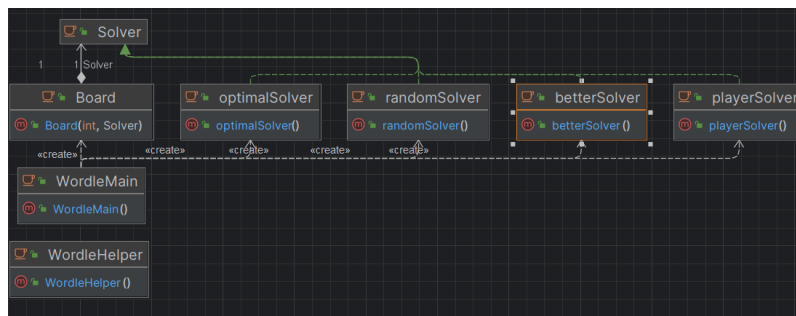 Solver
1
1 Solver
Board
optimalSolver
randomSolver
betterSolver
playerSolver
Board(int, Solver)
optimalSolver()
randomSolver()
betterSolver()
playerSolver()
«create»
«create»
«create»
«create»
«create»
WordleMain
WordleMain()
WordleHelper
WordleHelper()